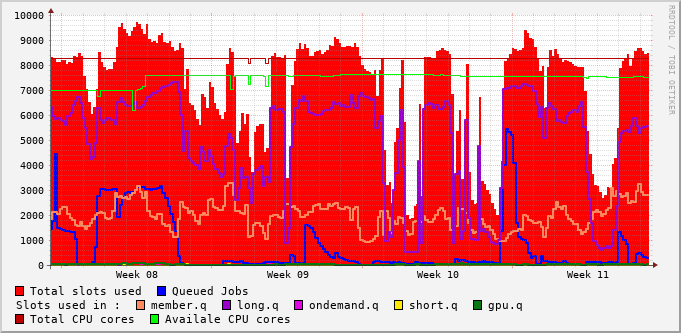 10000
9000
8000
7000
6000
5000
4000
3000
2000
1000
0
Week 08 Week 09 Week 10 Week 11
RRDTOOL / TOBI OETIKER
Total slots used Queued Jobs
Slots used in : member.q long.q ondemand.q short.q gpu.q
Total CPU cores Availale CPU cores